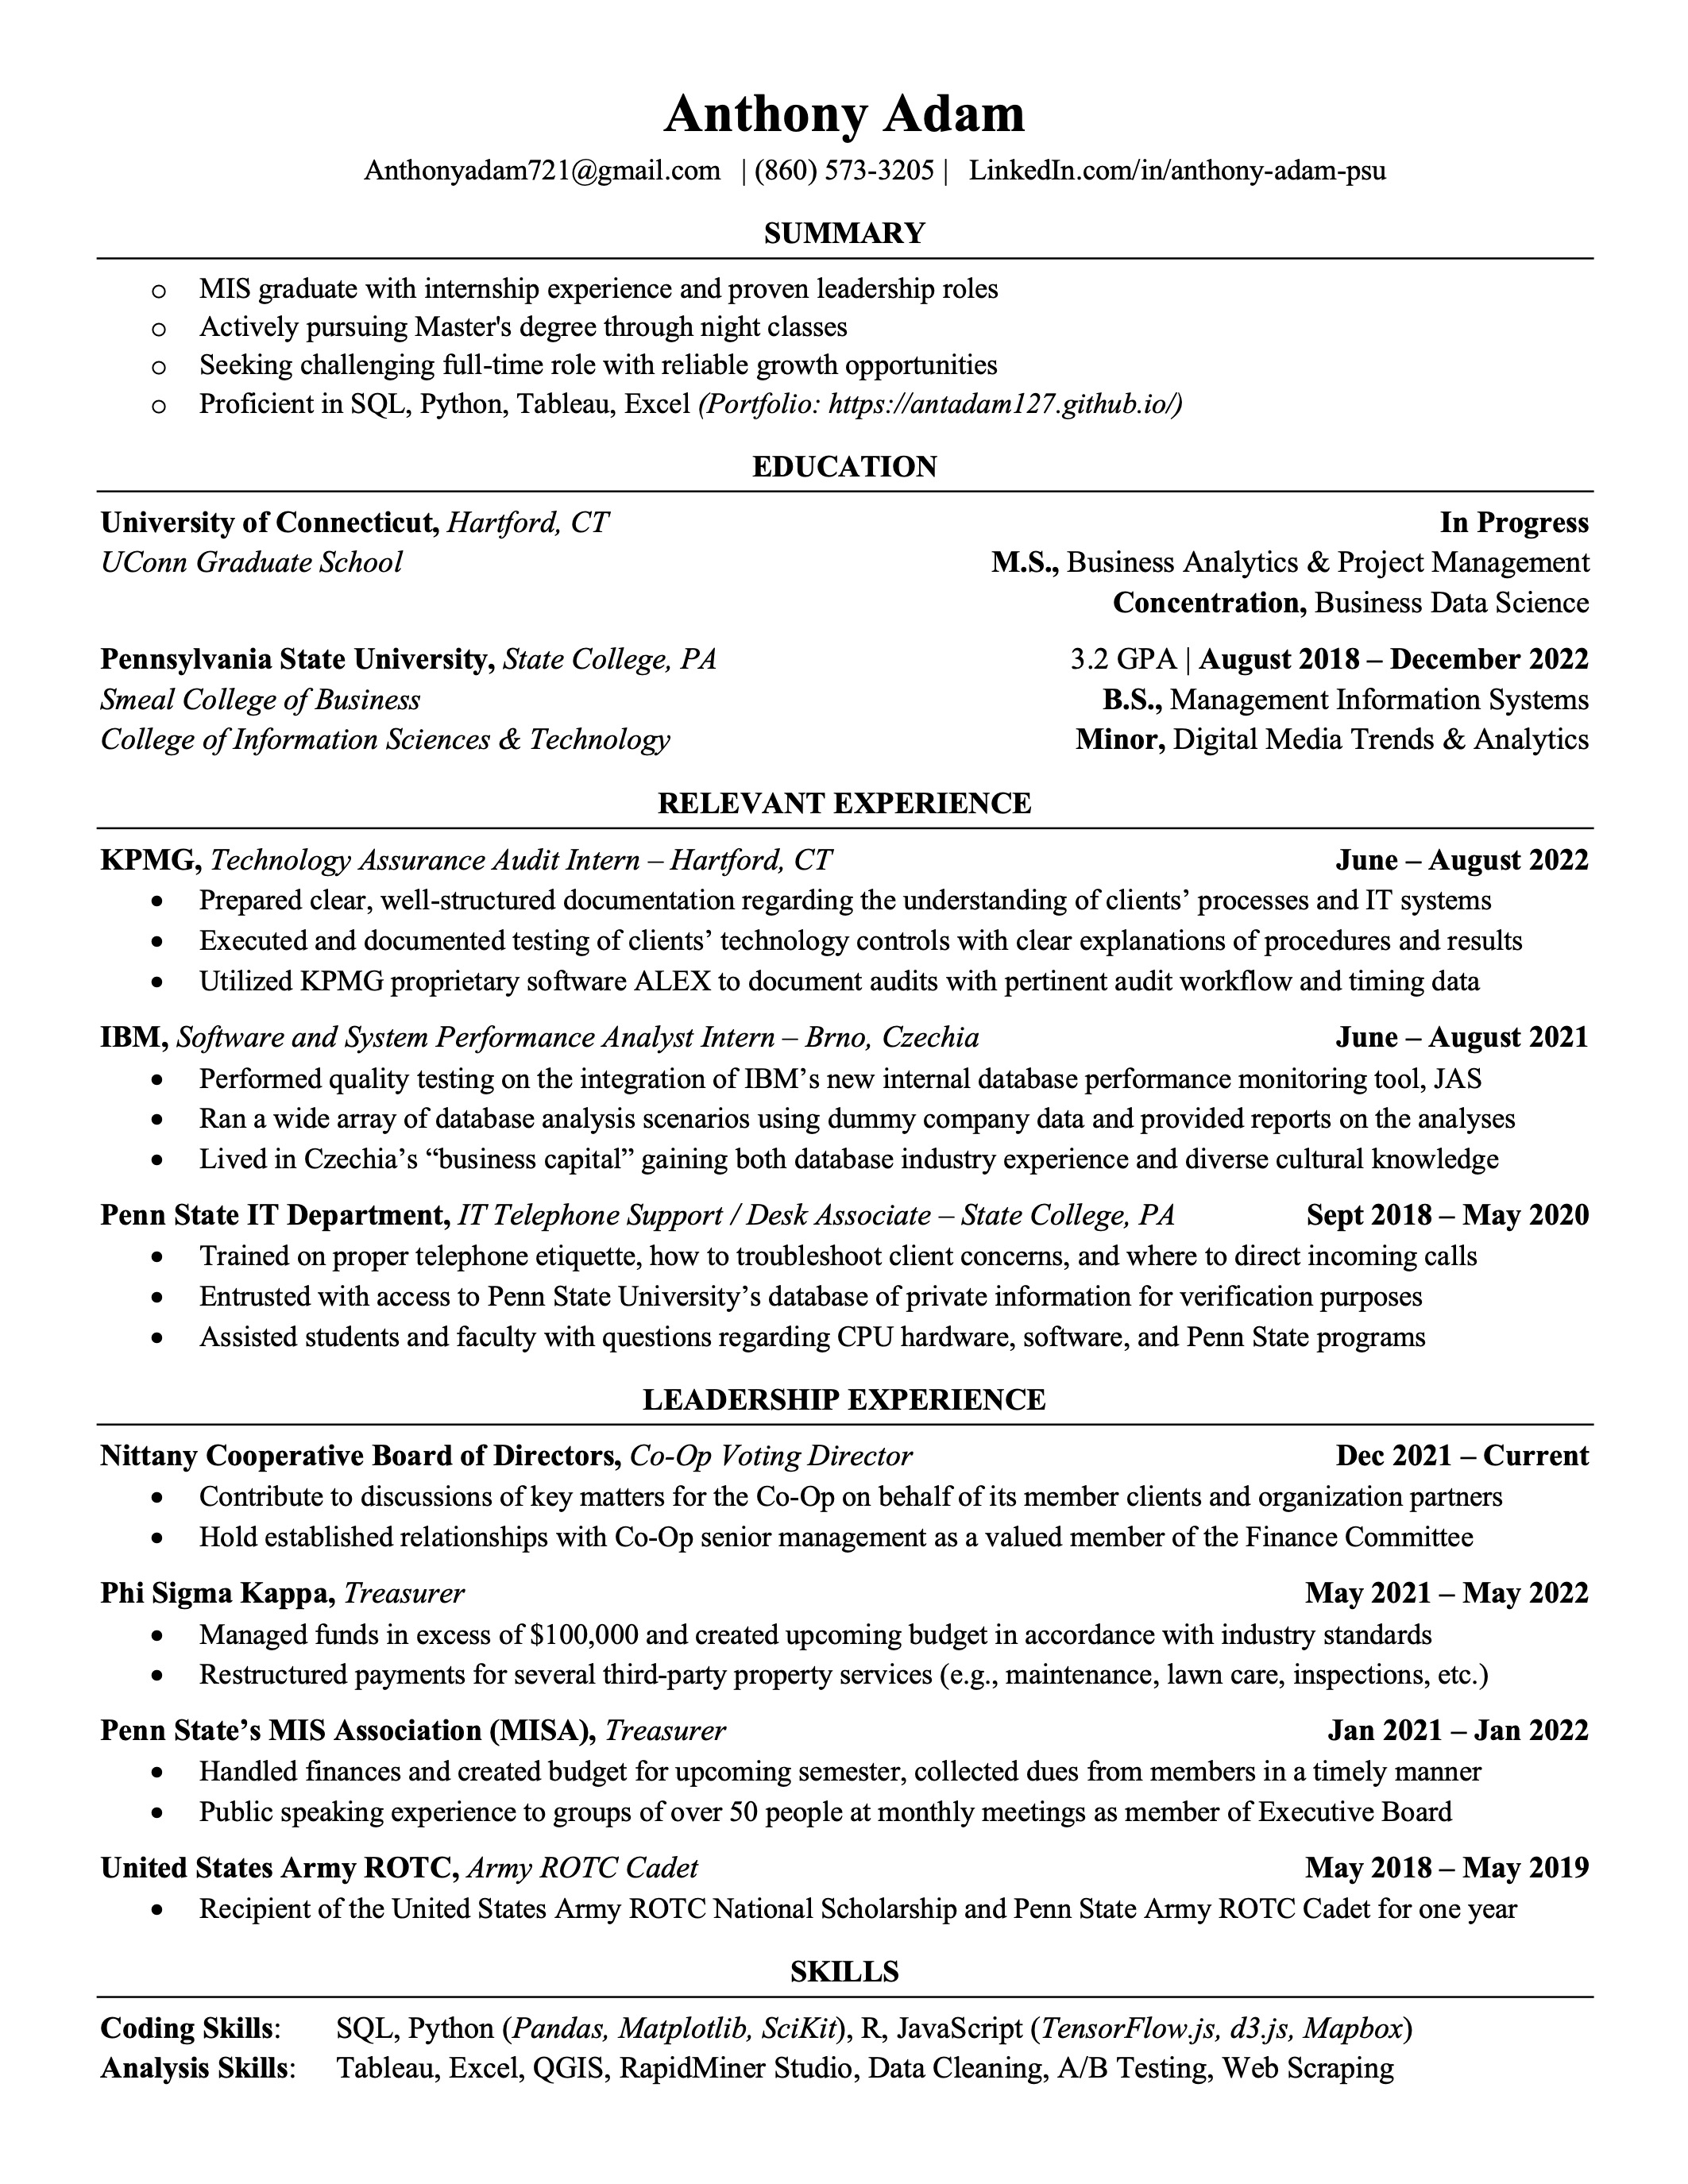 Anthony Adam
Anthonyadam721@gmail.com | (860) 573-3205 | LinkedIn.com/in/anthony-adam-psu
SUMMARY
○ MIS graduate with internship experience and proven leadership roles
○ Actively pursuing Master's degree through night classes
○ Seeking challenging full-time role with reliable growth opportunities
○ Proficient in SQL, Python, Tableau, Excel (Portfolio: https://antadam127.github.io/)
EDUCATION
University of Connecticut, Hartford, CT In Progress
UConn Graduate School M.S., Business Analytics & Project Management
Concentration, Business Data Science
Pennsylvania State University, State College, PA 3.2 GPA | August 2018 – December 2022
Smeal College of Business B.S., Management Information Systems
College of Information Sciences & Technology Minor, Digital Media Trends & Analytics
RELEVANT EXPERIENCE
KPMG, Technology Assurance Audit Intern – Hartford, CT June – August 2022
• Prepared clear, well-structured documentation regarding the understanding of clients’ processes and IT systems
• Executed and documented testing of clients’ technology controls with clear explanations of procedures and results
• Utilized KPMG proprietary software ALEX to document audits with pertinent audit workflow and timing data
IBM, Software and System Performance Analyst Intern – Brno, Czechia June – August 2021
• Performed quality testing on the integration of IBM’s new internal database performance monitoring tool, JAS
• Ran a wide array of database analysis scenarios using dummy company data and provided reports on the analyses
• Lived in Czechia’s “business capital” gaining both database industry experience and diverse cultural knowledge
Penn State IT Department, IT Telephone Support / Desk Associate – State College, PA Sept 2018 – May 2020
• Trained on proper telephone etiquette, how to troubleshoot client concerns, and where to direct incoming calls
• Entrusted with access to Penn State University’s database of private information for verification purposes
• Assisted students and faculty with questions regarding CPU hardware, software, and Penn State programs
LEADERSHIP EXPERIENCE
Nittany Cooperative Board of Directors, Co-Op Voting Director Dec 2021 – Current
• Contribute to discussions of key matters for the Co-Op on behalf of its member clients and organization partners
• Hold established relationships with Co-Op senior management as a valued member of the Finance Committee
Phi Sigma Kappa, Treasurer May 2021 – May 2022
• Managed funds in excess of $100,000 and created upcoming budget in accordance with industry standards
• Restructured payments for several third-party property services (e.g., maintenance, lawn care, inspections, etc.)
Penn State’s MIS Association (MISA), Treasurer Jan 2021 – Jan 2022
• Handled finances and created budget for upcoming semester, collected dues from members in a timely manner
• Public speaking experience to groups of over 50 people at monthly meetings as member of Executive Board
United States Army ROTC, Army ROTC Cadet May 2018 – May 2019
• Recipient of the United States Army ROTC National Scholarship and Penn State Army ROTC Cadet for one year
SKILLS
Coding Skills: SQL, Python (Pandas, Matplotlib, SciKit), R, JavaScript (TensorFlow.js, d3.js, Mapbox)
Analysis Skills: Tableau, Excel, QGIS, RapidMiner Studio, Data Cleaning, A/B Testing, Web Scraping